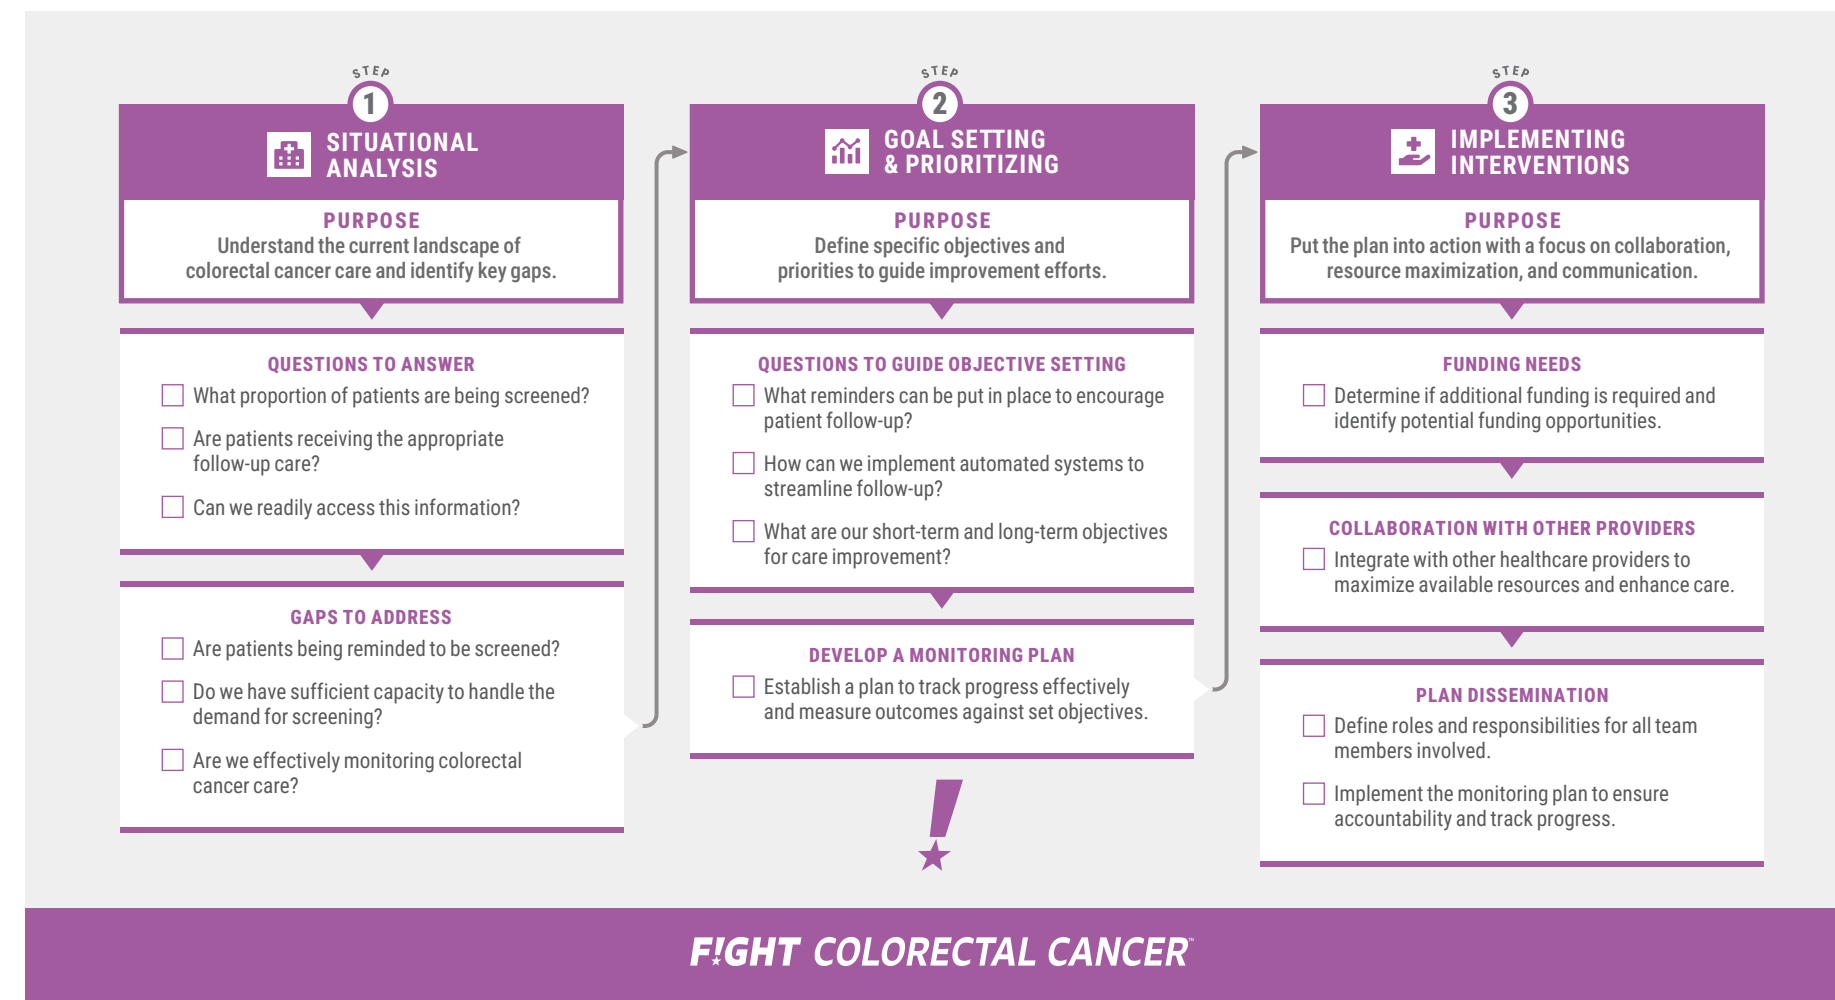 STEP
1
SITUATIONAL
ANALYSIS
PURPOSE
Understand the current landscape of
colorectal cancer care and identify key gaps.
QUESTIONS TO ANSWER
What proportion of patients are being screened?
Are patients receiving the appropriate
follow-up care?
Can we readily access this information?
GAPS TO ADDRESS
Are patients being reminded to be screened?
Do we have sufficient capacity to handle the
demand for screening?
Are we effectively monitoring colorectal
cancer care?
STEP
2
GOAL SETTING
& PRIORITIZING
PURPOSE
Define specific objectives and
priorities to guide improvement efforts.
QUESTIONS TO GUIDE OBJECTIVE SETTING
What reminders can be put in place to encourage
patient follow-up?
How can we implement automated systems to
streamline follow-up?
What are our short-term and long-term objectives
for care improvement?
DEVELOP A MONITORING PLAN
Establish a plan to track progress effectively
and measure outcomes against set objectives.
STEP
3
IMPLEMENTING
INTERVENTIONS
PURPOSE
Put the plan into action with a focus on collaboration,
resource maximization, and communication.
FUNDING NEEDS
Determine if additional funding is required and
identify potential funding opportunities.
COLLABORATION WITH OTHER PROVIDERS
Integrate with other healthcare providers to
maximize available resources and enhance care.
PLAN DISSEMINATION
Define roles and responsibilities for all team
members involved.
Implement the monitoring plan to ensure
accountability and track progress.
F!GHT COLORECTAL CANCER™